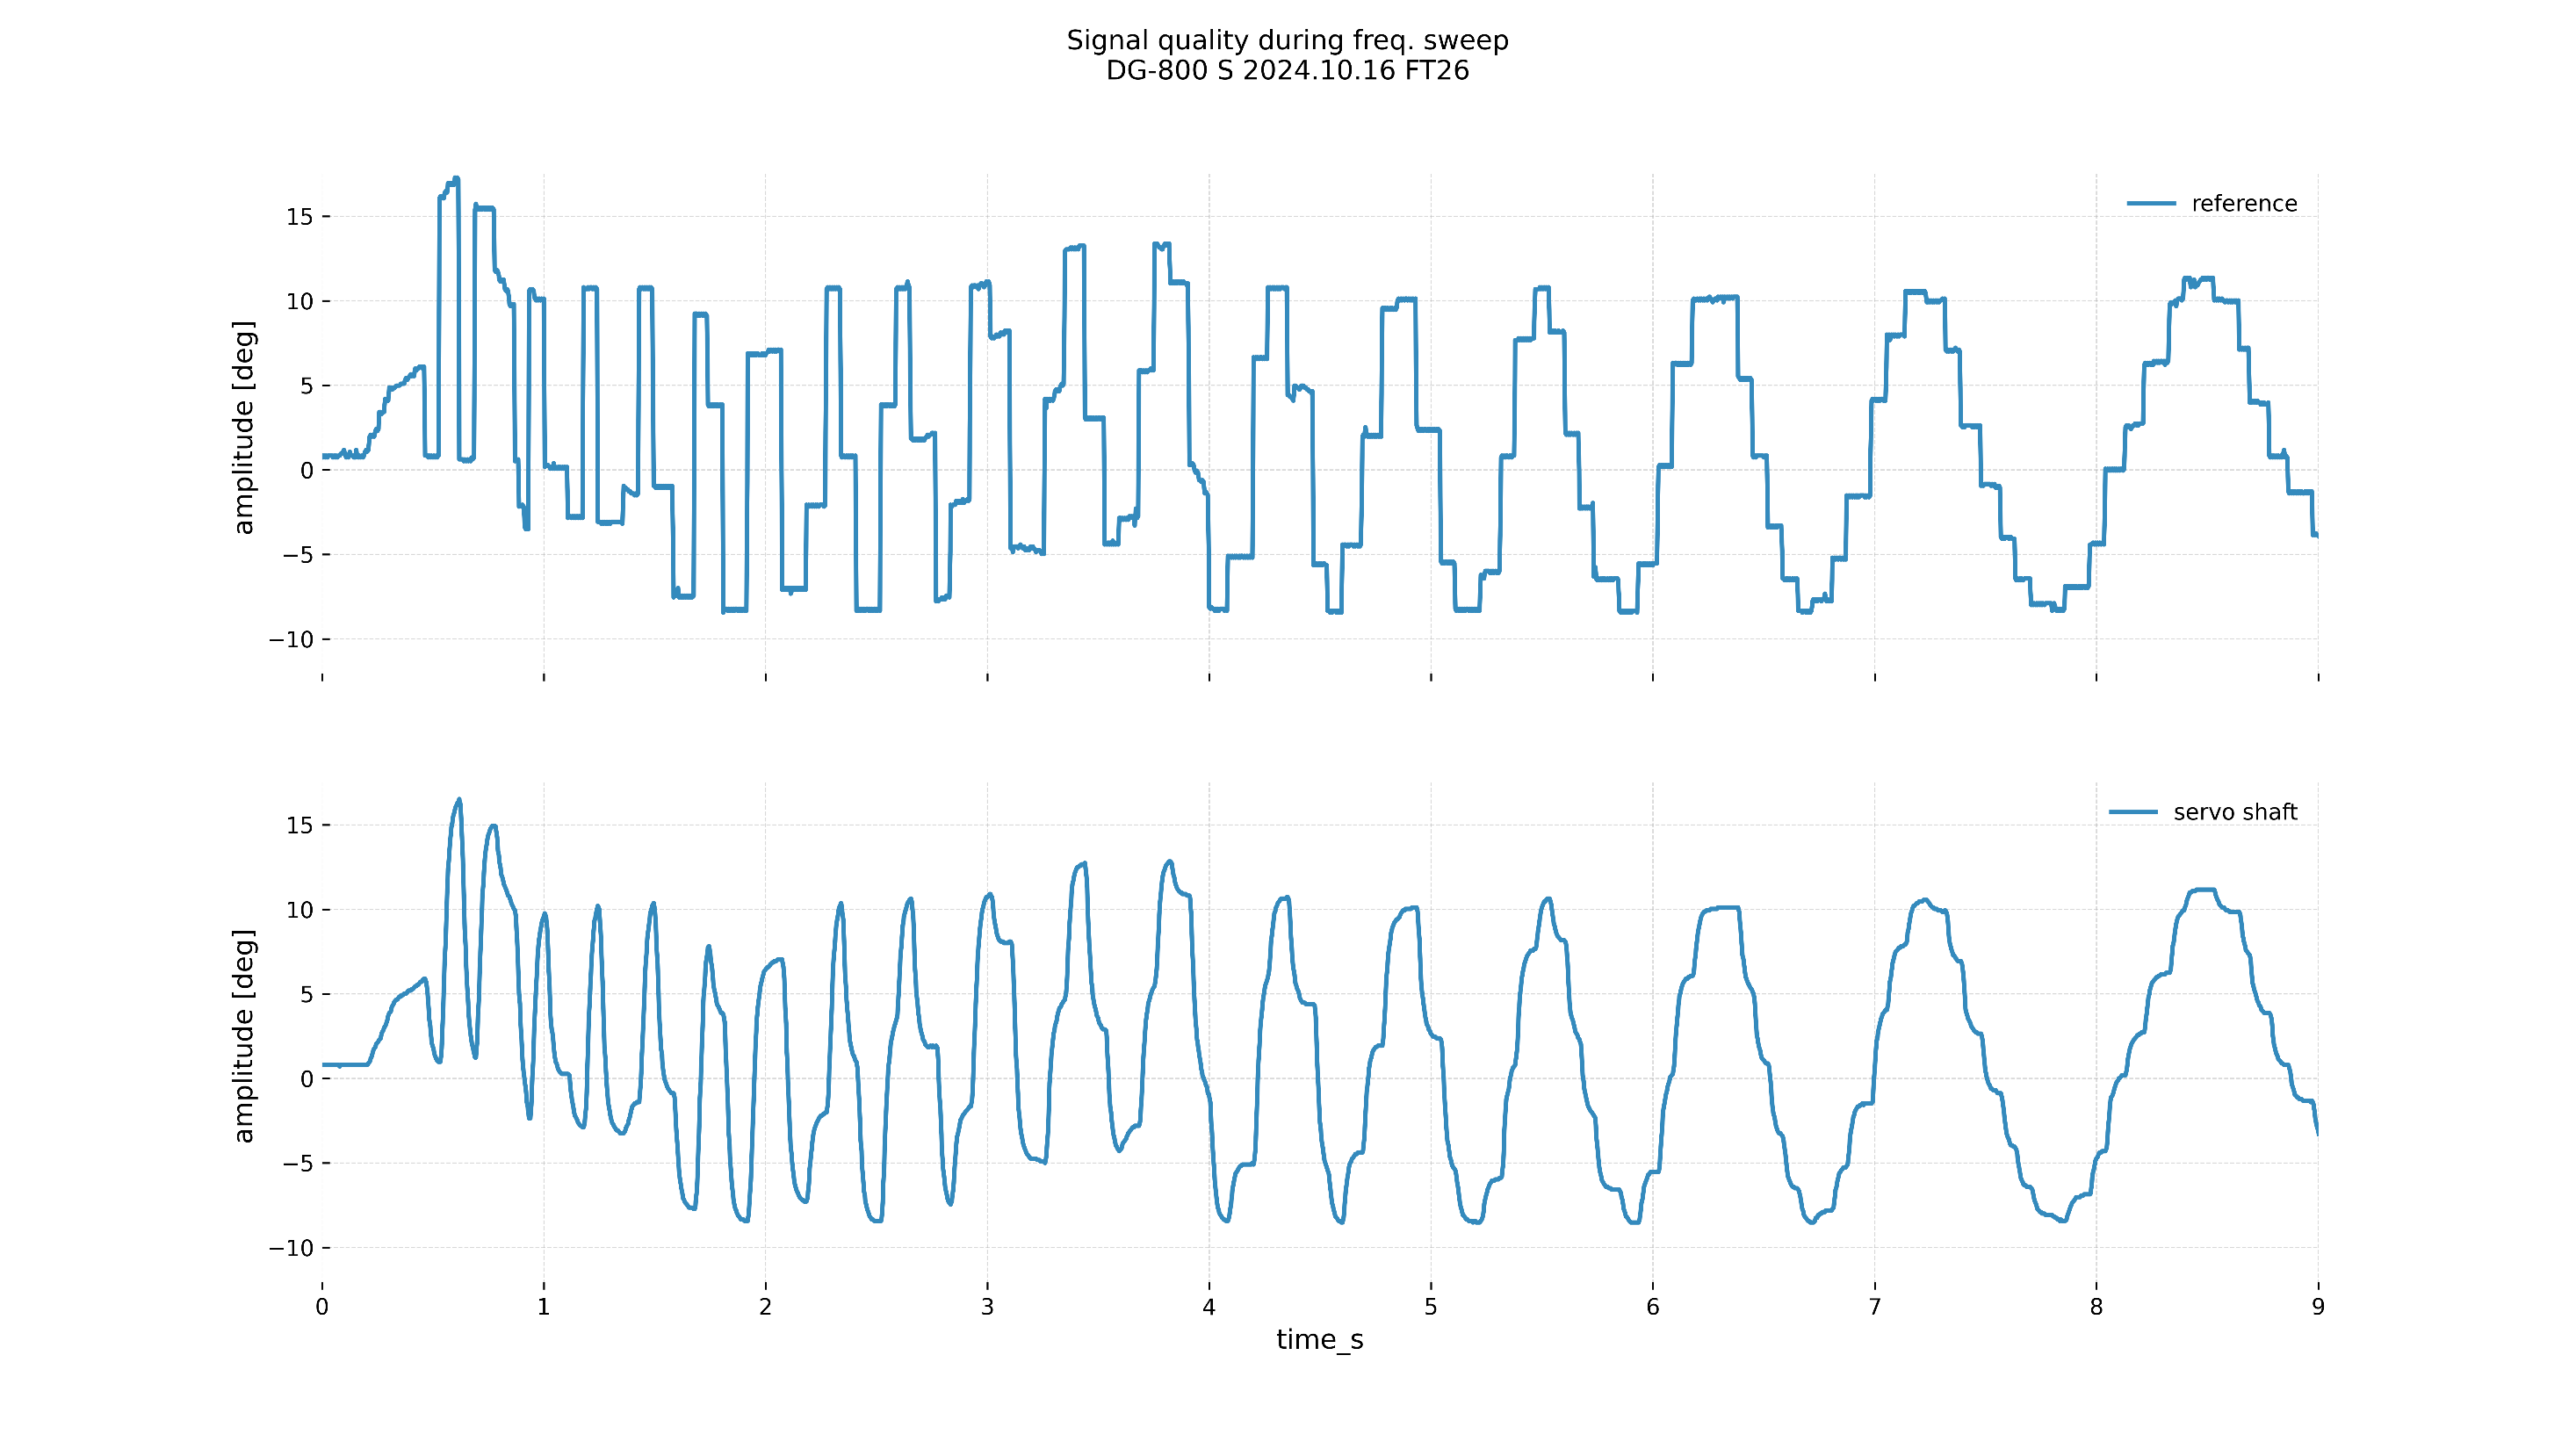 Signal quality during freq. sweep
DG-800 S 2024.10.16 FT26
reference
amplitude [deg]
15
10
5
0
−5
−10
servo shaft
amplitude [deg]
15
10
5
0
−5
−10
0 1 2 3 4 5 6 7 8 9
time_s